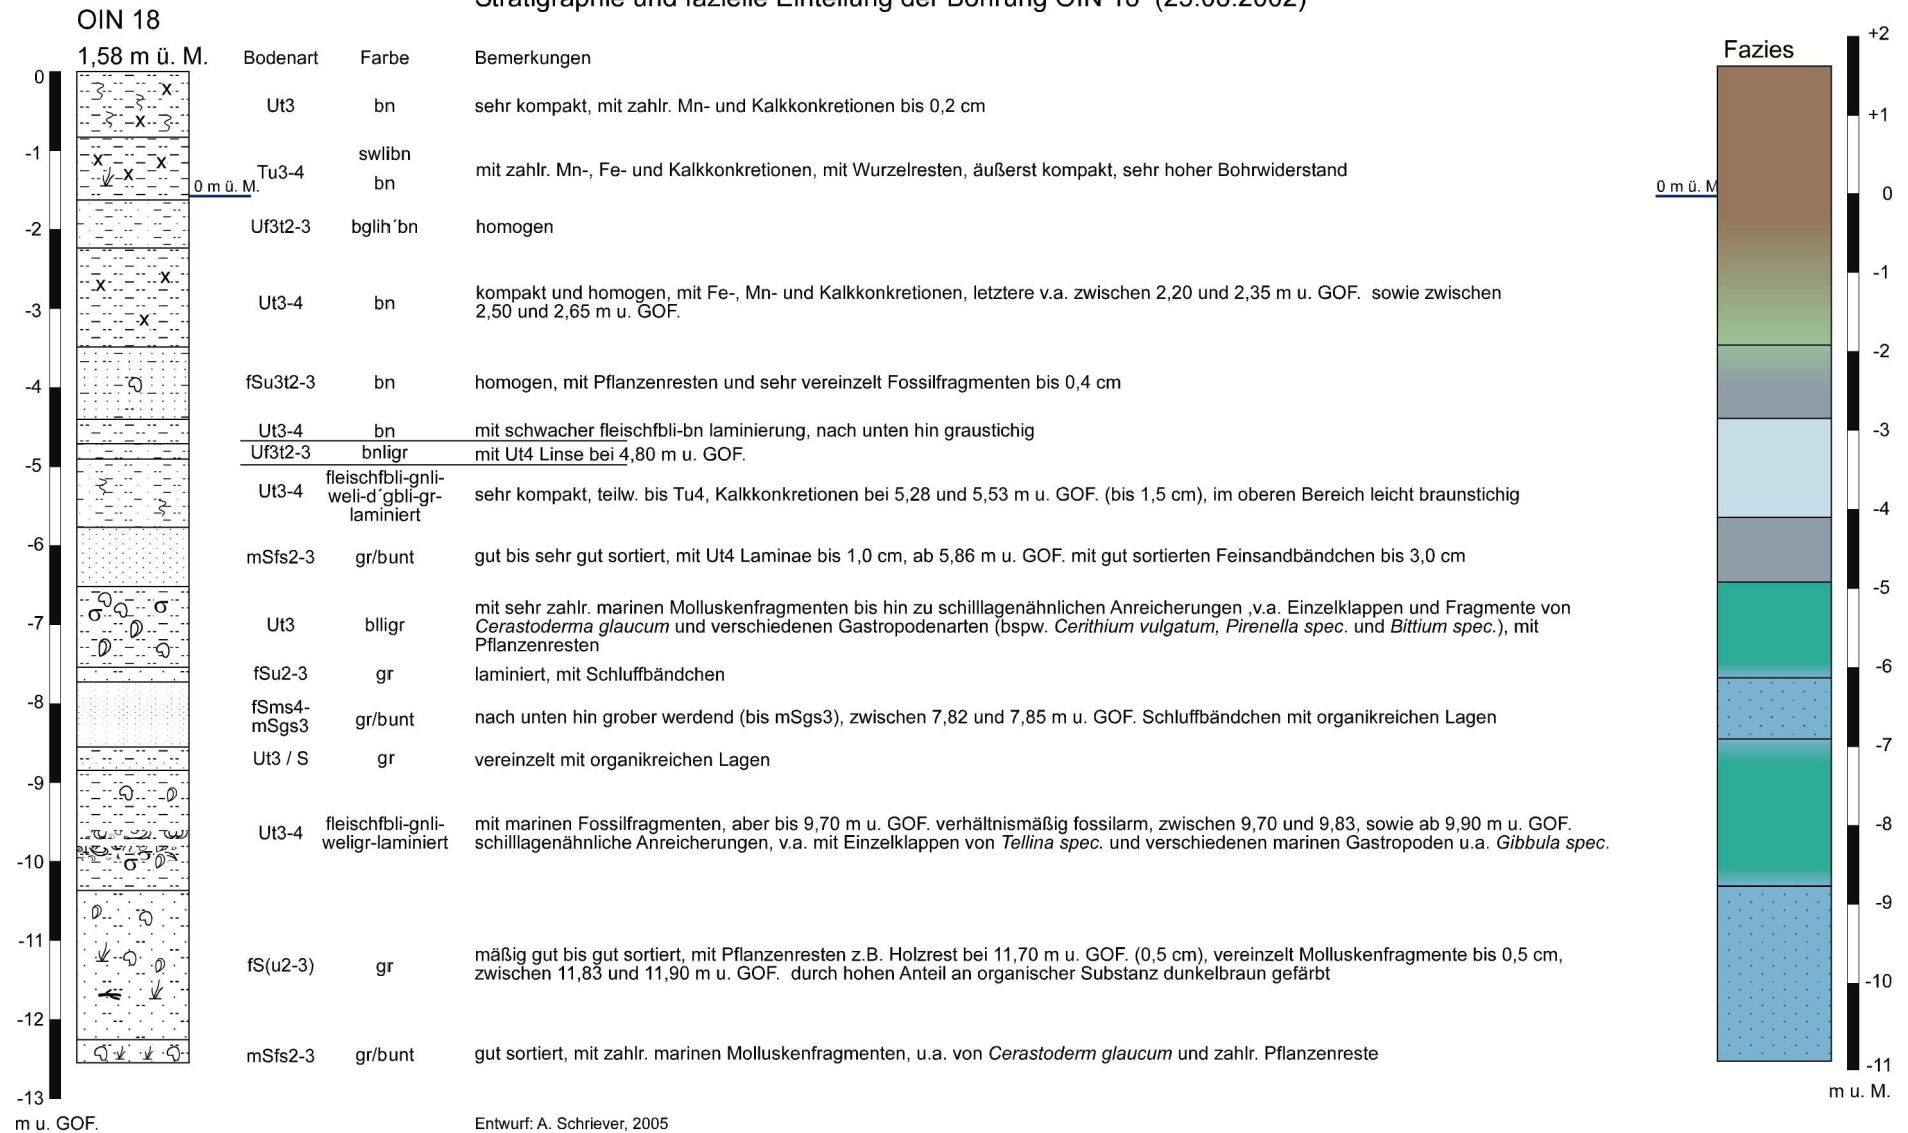 Stratigraphie und fazielle Einteilung der Bohrung OIN 18 (25.08.2002)
OIN 18
1,58 m ü. M.
Bodenart Farbe Bemerkungen
Fazies
Ut3 bn sehr kompakt, mit zahlr. Mn- und Kalkkonkretionen bis 0,2 cm
Tu3-4 swlibn
bn
mit zahlr. Mn-, Fe- und Kalkkonkretionen, mit Wurzelresten, äußerst kompakt, sehr hoher Bohrwiderstand
0 m ü. M.
0 m ü. M
Uf3t2-3 bglih´bn homogen
Ut3-4 bn kompakt und homogen, mit Fe-, Mn- und Kalkkonkretionen, letztere v.a. zwischen 2,20 und 2,35 m u. GOF. sowie zwischen
2,50 und 2,65 m u. GOF.
fSu3t2-3 bn homogen, mit Pflanzenresten und sehr vereinzelt Fossilfragmenten bis 0,4 cm
Ut3-4 bn mit schwacher fleischfbli-bn laminierung, nach unten hin graustichig
Uf3t2-3 bnligr mit Ut4 Linse bei 4,80 m u. GOF.
Ut3-4 fleischfbli-gnli-
weli-d´gbli-gr-
laminiert
sehr kompakt, teilw. bis Tu4, Kalkkonkretionen bei 5,28 und 5,53 m u. GOF. (bis 1,5 cm), im oberen Bereich leicht braunstichig
mSfs2-3 gr/bunt gut bis sehr gut sortiert, mit Ut4 Laminae bis 1,0 cm, ab 5,86 m u. GOF. mit gut sortierten Feinsandbändchen bis 3,0 cm
Ut3 blligr mit sehr zahlr. marinen Molluskenfragmenten bis hin zu schilllagenähnlichen Anreicherungen ,v.a. Einzelklappen und Fragmente von
Cerastoderma glaucum und verschiedenen Gastropodenarten (bspw. Cerithium vulgatum, Pirenella spec. und Bittium spec.), mit
Pflanzenresten
fSu2-3 gr laminiert, mit Schluffbändchen
fSms4-
mSgs3
gr/bunt nach unten hin grober werdend (bis mSgs3), zwischen 7,82 und 7,85 m u. GOF. Schluffbändchen mit organikreichen Lagen
Ut3 / S gr vereinzelt mit organikreichen Lagen
Ut3-4 fleischfbli-gnli-
weligr-laminiert
mit marinen Fossilfragmenten, aber bis 9,70 m u. GOF. verhältnismäßig fossilarm, zwischen 9,70 und 9,83, sowie ab 9,90 m u. GOF.
schilllagenähnliche Anreicherungen, v.a. mit Einzelklappen von Tellina spec. und verschiedenen marinen Gastropoden u.a. Gibbula spec.
fS(u2-3) gr mäßig gut bis gut sortiert, mit Pflanzenresten z.B. Holzrest bei 11,70 m u. GOF. (0,5 cm), vereinzelt Molluskenfragmente bis 0,5 cm,
zwischen 11,83 und 11,90 m u. GOF. durch hohen Anteil an organischer Substanz dunkelbraun gefärbt
mSfs2-3 gr/bunt gut sortiert, mit zahlr. marinen Molluskenfragmenten, u.a. von Cerastoderm glaucum und zahlr. Pflanzenreste
0
-1
-2
-3
-4
-5
-6
-7
-8
-9
-10
-11
-12
-13
m u. GOF.
+2
+1
0
-1
-2
-3
-4
-5
-6
-7
-8
-9
-10
-11
m u. M.
Entwurf: A. Schriever, 2005